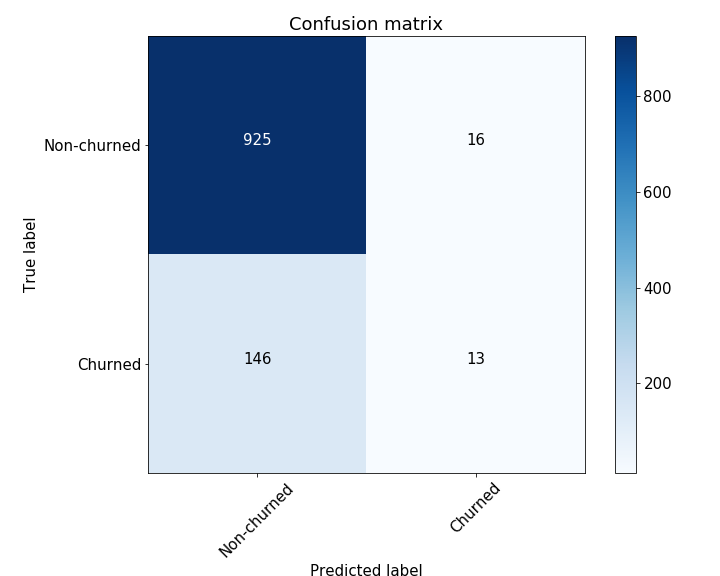 Confusion matrix
Non-churned
925
16
800
600
True label
400
Churned
146
13
200
Non-churned
Churned
Predicted label